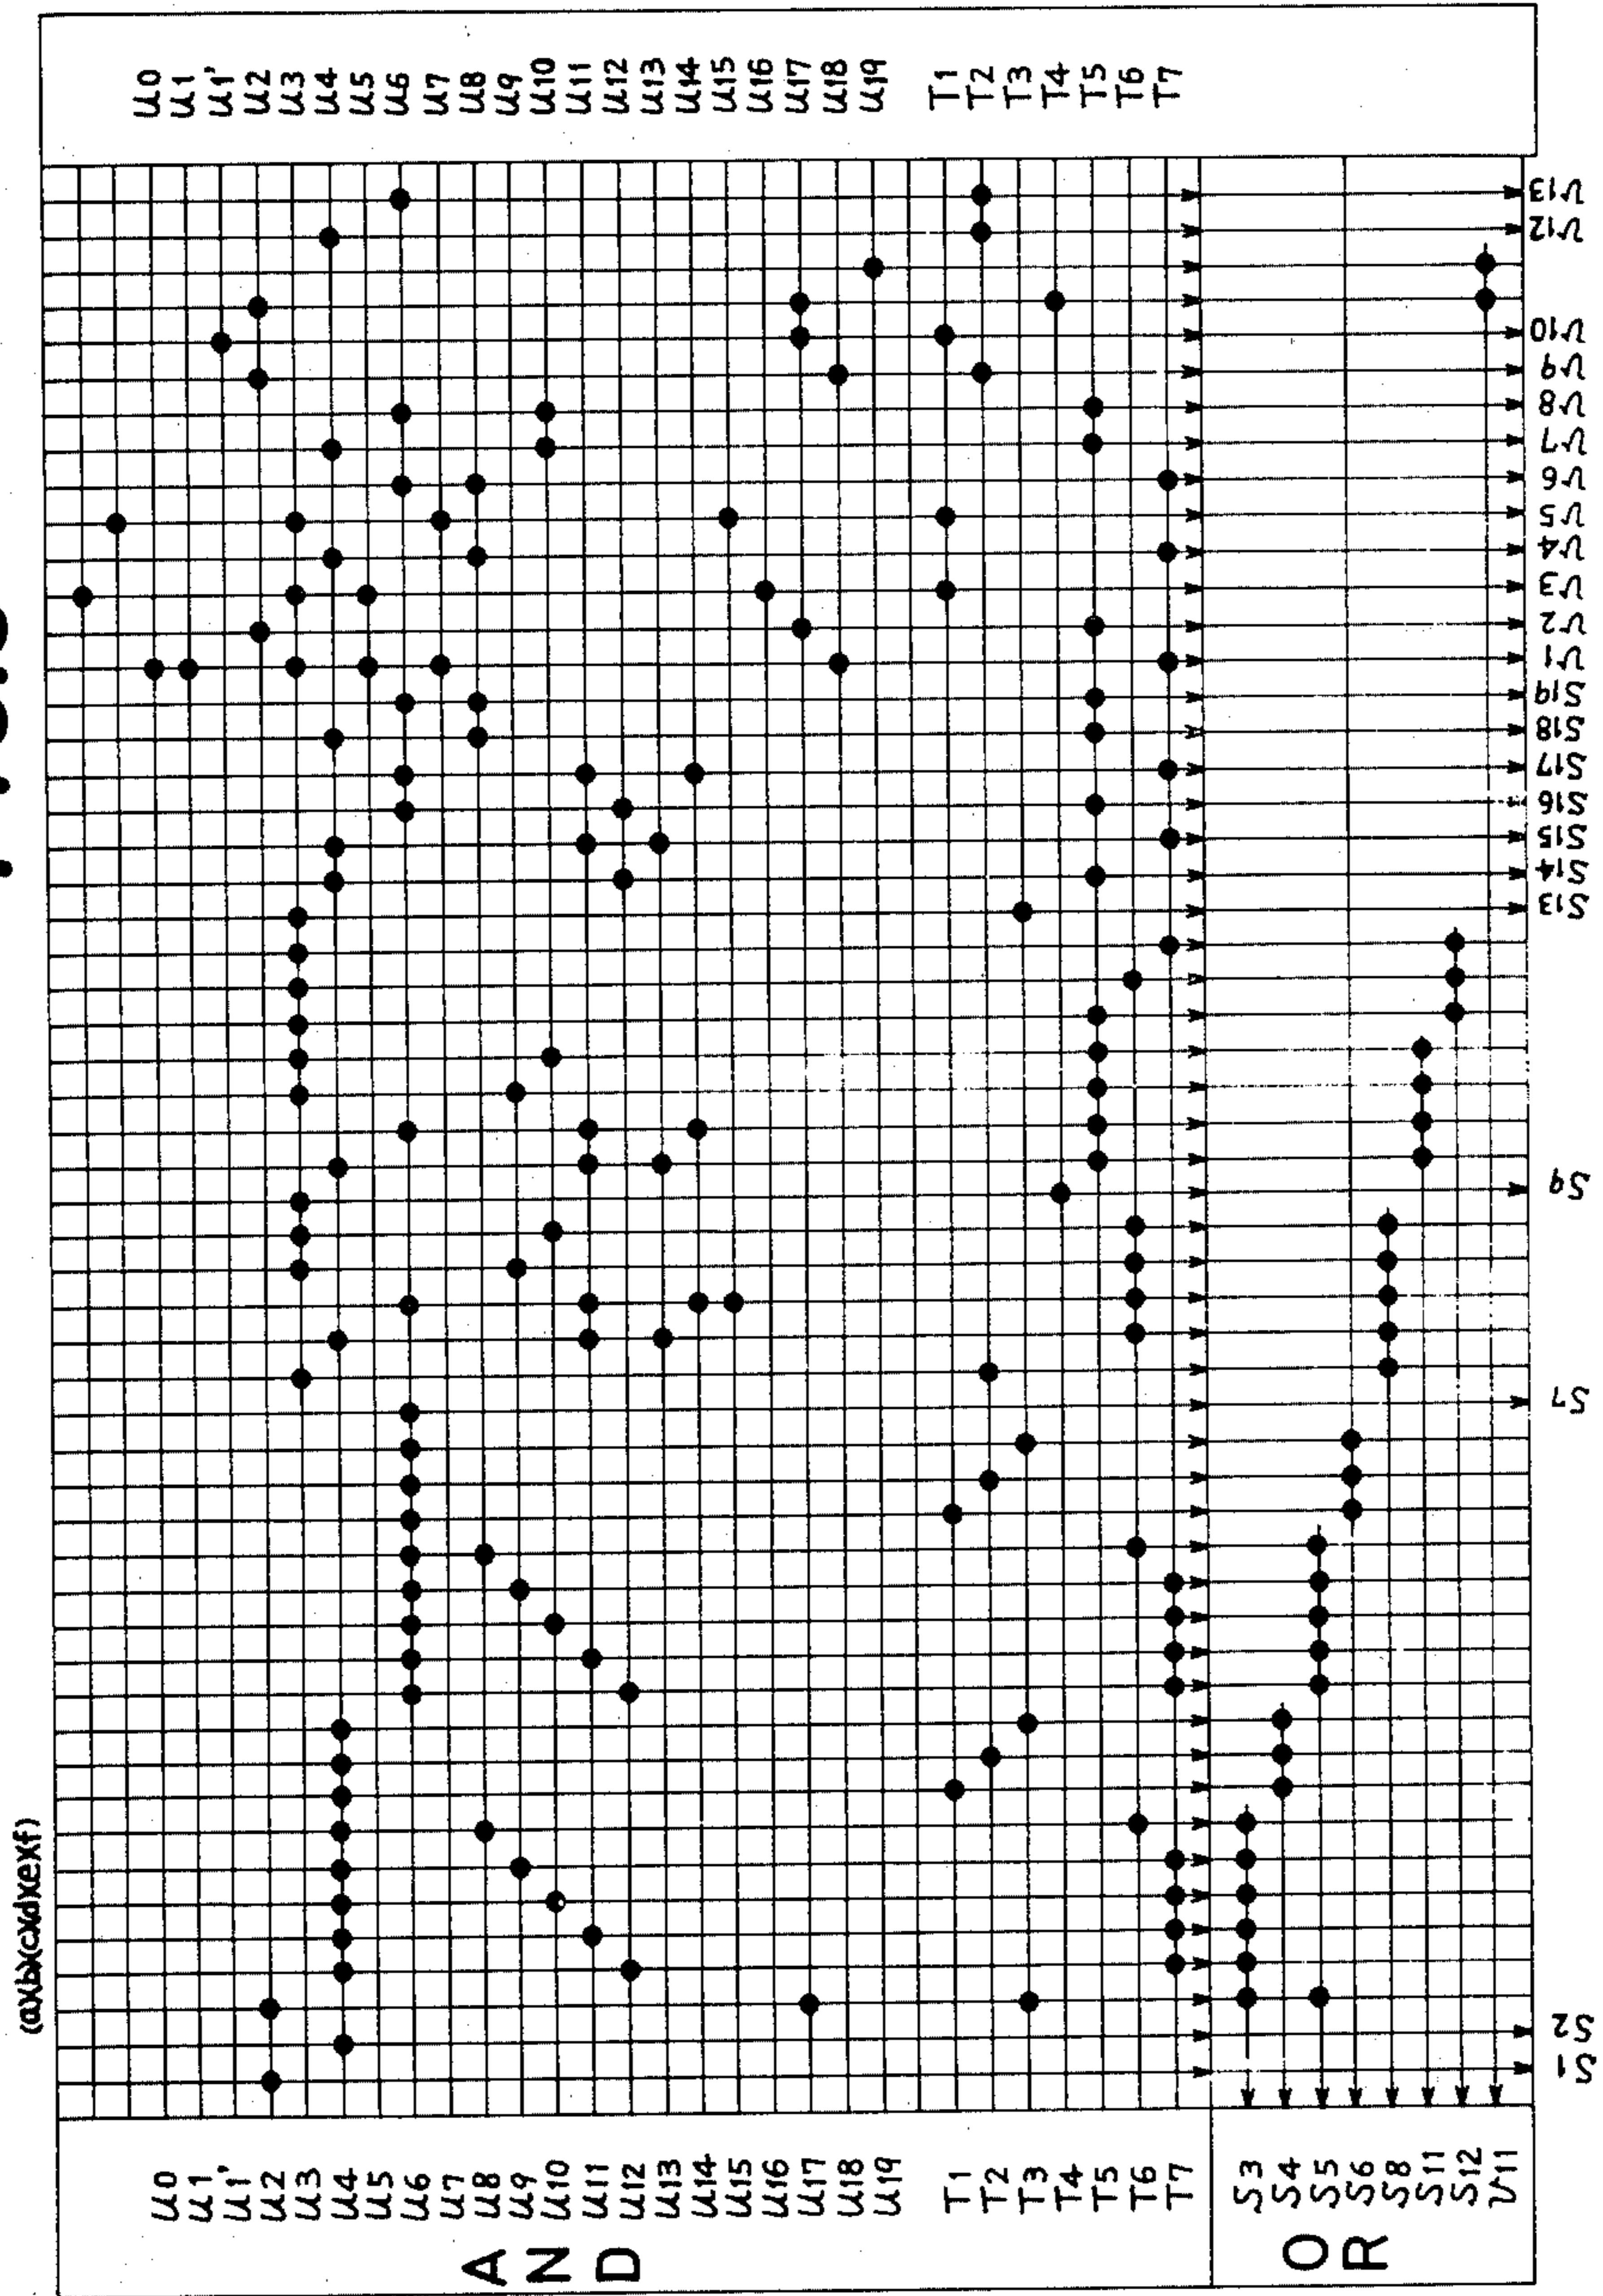 (a)(b)(c)(d)(e)(f)
u0
u1
u1'
u2
u3
u4
u5
u6
u7
u8
u9
u10
u11
u12
u13
u14
u15
u16
u17
u18
u19
T1
T2
T3
T4
T5
T6
T7
AND
u0
u1
u1'
u2
u3
u4
u5
u6
u7
u8
u9
u10
u11
u12
u13
u14
u15
u16
u17
u18
u19
T1
T2
T3
T4
T5
T6
T7
OR
S3
S4
S5
S6
S8
S11
S12
V11
S1
S2
S7
S9
S13
S14
S15
S16
S17
S18
S19
V1
V2
V3
V4
V5
V6
V7
V8
V9
V10
V12
V13